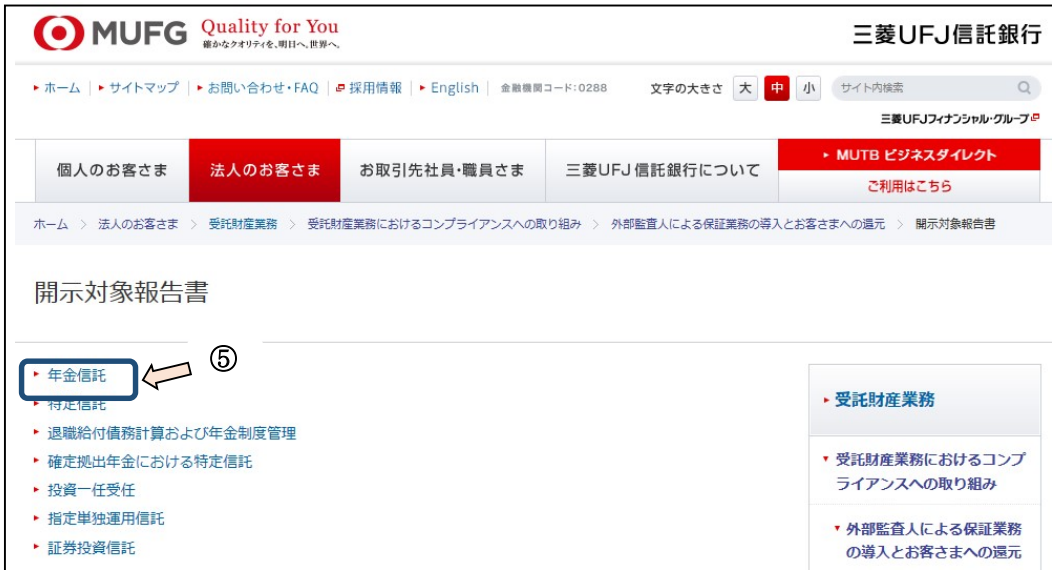 MUFG Quality for You
確かなクオリティを、明日へ。世界へ。
三菱UFJ信託銀行
ホーム サイトマップ お問い合わせ・FAQ 採用情報 English 金融機関コード:0288 文字の大きさ 大 中 小 サイト内検索
三菱UFJフィナンシャル・グループ
個人のお客さま 法人のお客さま お取引先社員・職員さま 三菱UFJ信託銀行について MUTB ビジネスダイレクト
ご利用はこちら
ホーム > 法人のお客さま > 受託財産業務 > 受託財産業務におけるコンプライアンスへの取り組み > 外部監査人による保証業務の導入とお客さまへの還元 > 開示対象報告書
開示対象報告書
⑤
年金信託
特定信託
退職給付債務計算および年金制度管理
確定拠出年金における特定信託
投資一任受任
指定単独運用信託
証券投資信託
受託財産業務
受託財産業務におけるコンプ
ライアンスへの取り組み
外部監査人による保証業務
の導入とお客さまへの還元